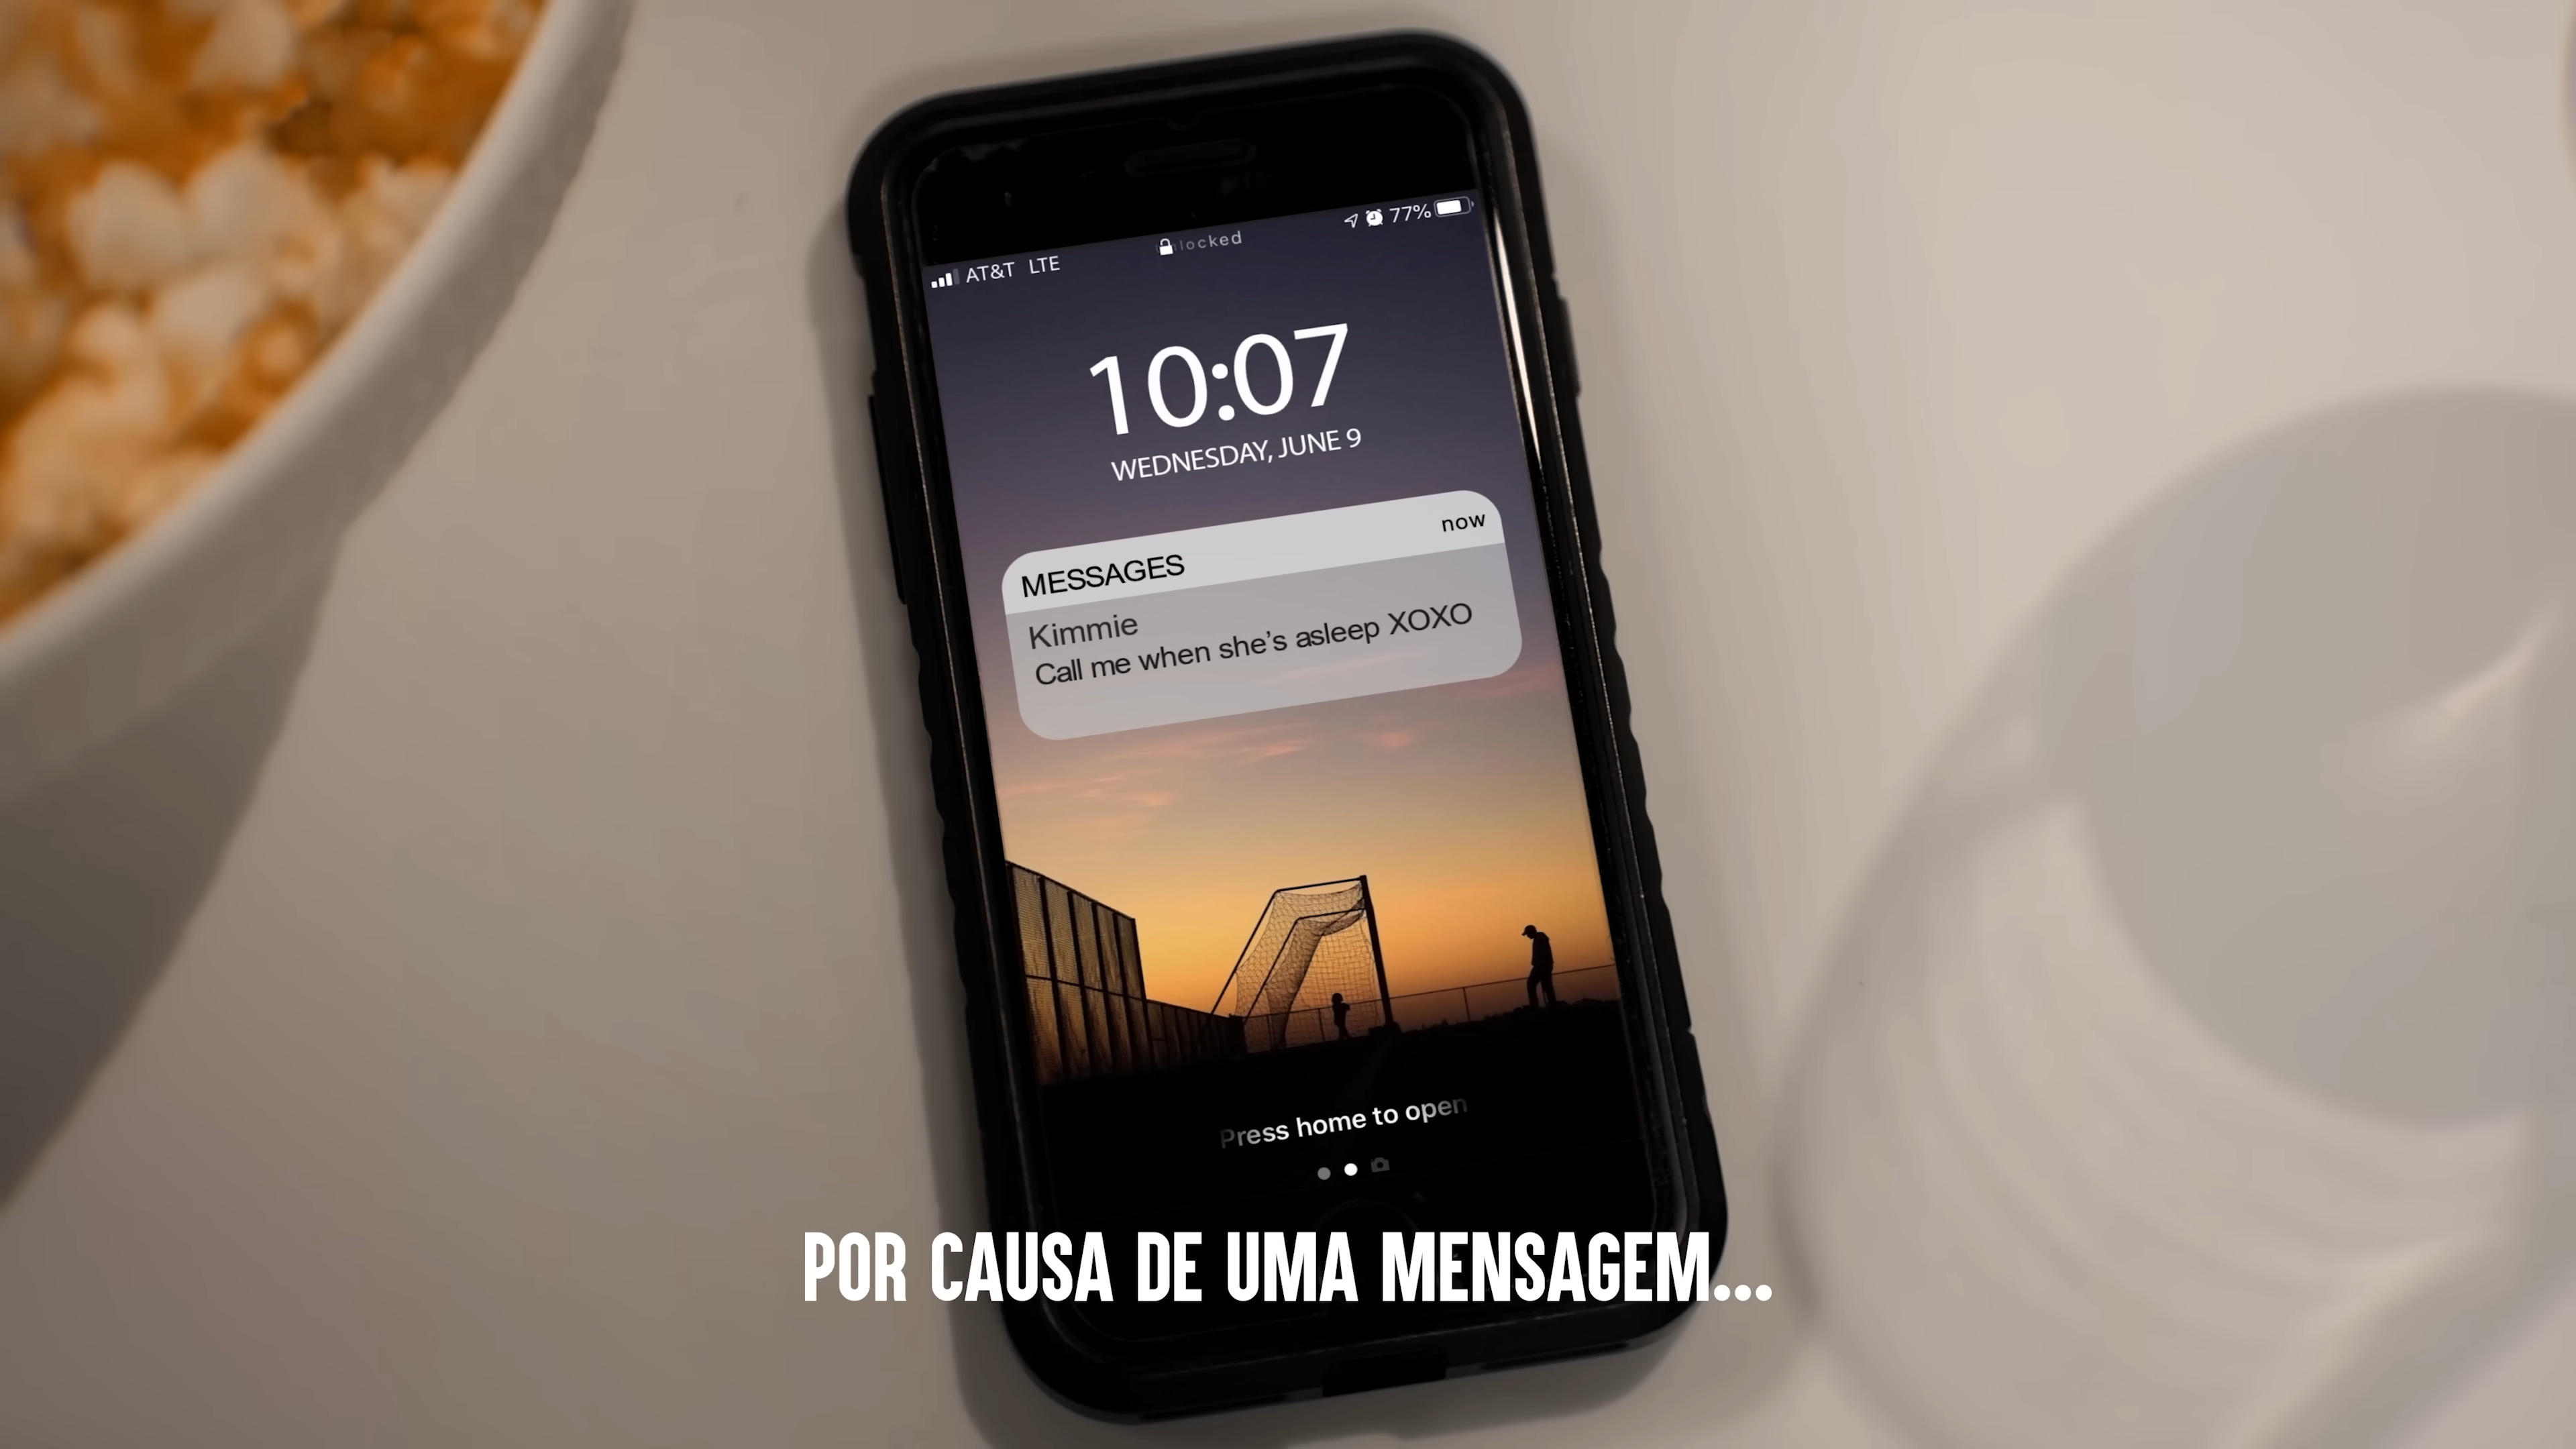 AT&T LTE
locked
77%
10:07
WEDNESDAY, JUNE 9
MESSAGES
now
Kimmie
Call me when she’s asleep XOXO
Press home to open
POR CAUSA DE UMA MENSAGEM...